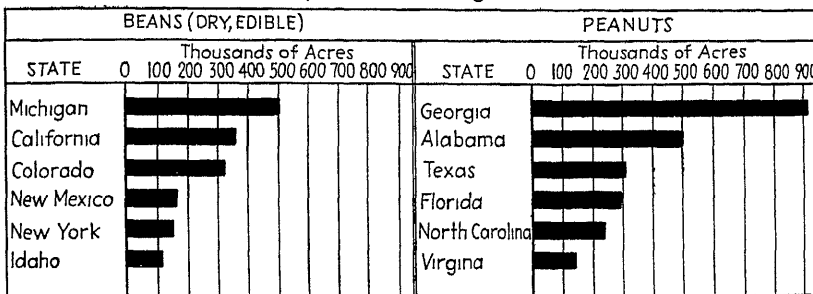 BEANS (DRY, EDIBLE)
Thousands of Acres
STATE 0 100 200 300 400 500 600 700 800 900
Michigan
California
Colorado
New Mexico
New York
Idaho
PEANUTS
Thousands of Acres
STATE 0 100 200 300 400 500 600 700 800 900
Georgia
Alabama
Texas
Florida
North Carolina
Virgina